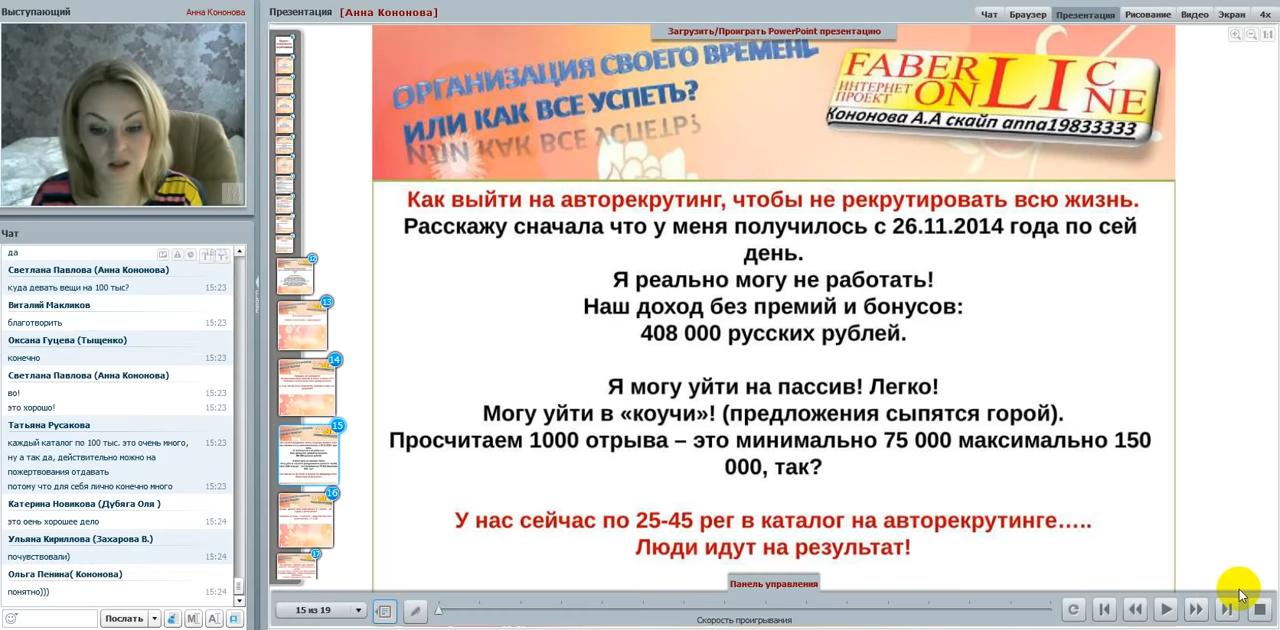 Выступающий
Анна Кононова
Презентация [Анна Кононова]
Чат Браузер Презентация Рисование Видео Экран 4x
Загрузить/Проиграть PowerPoint презентацию
1:1
ОРГАНИЗАЦИЯ СВОЕГО ВРЕМЕНЬ
ИЛИ КАК ВСЕ УСПЕТЬ?
FABERLIC
ИНТЕРНЕТ ПРОЕКТ ONLINE
Кононова А.А скайп anna19833333
Как выйти на авторекрутинг, чтобы не рекрутировать всю жизнь.
Расскажу сначала что у меня получилось с 26.11.2014 года по сей
день.
Я реально могу не работать!
Наш доход без премий и бонусов:
408 000 русских рублей.
Я могу уйти на пассив! Легко!
Могу уйти в «коучи»! (предложения сыпятся горой).
Просчитаем 1000 отрыва – это минимально 75 000 максимально 150
000, так?
У нас сейчас по 25-45 рег в каталог на авторекрутинге…..
Люди идут на результат!
Панель управления
12
13
14
15
16
17
Чат
да
Светлана Павлова (Анна Кононова)
куда девать вещи на 100 тыс? 15:23
Виталий Макликов
благотворить 15:23
Оксана Гуцева (Тыщенко)
конечно 15:23
Светлана Павлова (Анна Кононова)
во! 15:23
это хорошо! 15:23
Татьяна Русакова
каждый каталог по 100 тыс. это очень много, 15:23
ну а так да, действительно можно на
пожертвования отдавать
потому что для себя лично конечно много 15:23
Катерина Новикова (Дубяга Оля )
это оень хорошее дело 15:24
Ульяна Кириллова (Захарова В.)
почувствовали) 15:24
Ольга Пенина( Кононова)
понятно))) 15:24
Послать
15 из 19
Скорость проигрывания